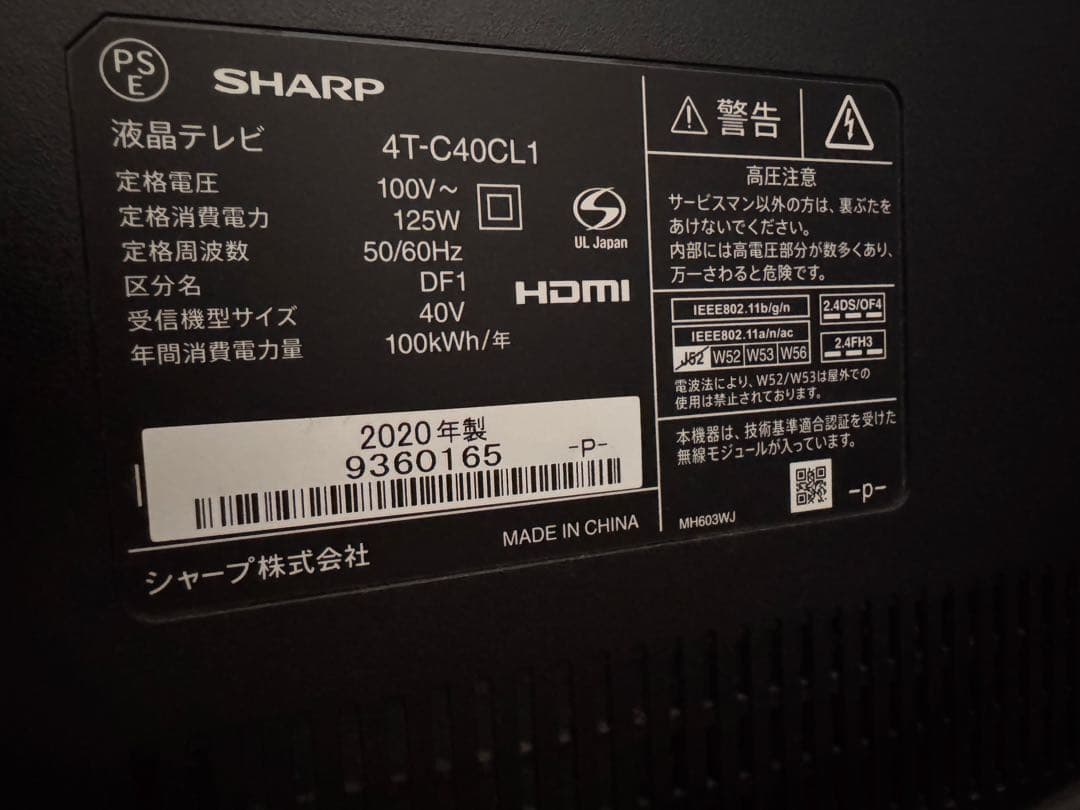 PSE
SHARP
液晶テレビ 4T-C40CL1
定格電圧 100V～
定格消費電力 125W
定格周波数 50/60Hz
区分名 DF1
受信機型サイズ 40V
年間消費電力量 100kWh/年
UL Japan
HDMI
2020年製
9360165 -P-
MADE IN CHINA
シャープ株式会社
警告
高圧注意
サービスマン以外の方は、裏ぶたを
あけないでください。
内部には高電圧部分が数多くあり、
万一さわると危険です。
IEEE802.11b/g/n
2.4DS/OF4
IEEE802.11a/n/ac
J52 W52 W53 W56
2.4FH3
電波法により、W52/W53は屋外での
使用は禁止されております。
本機器は、技術基準適合認証を受けた
無線モジュールが入っています。
-p-
MH603WJ